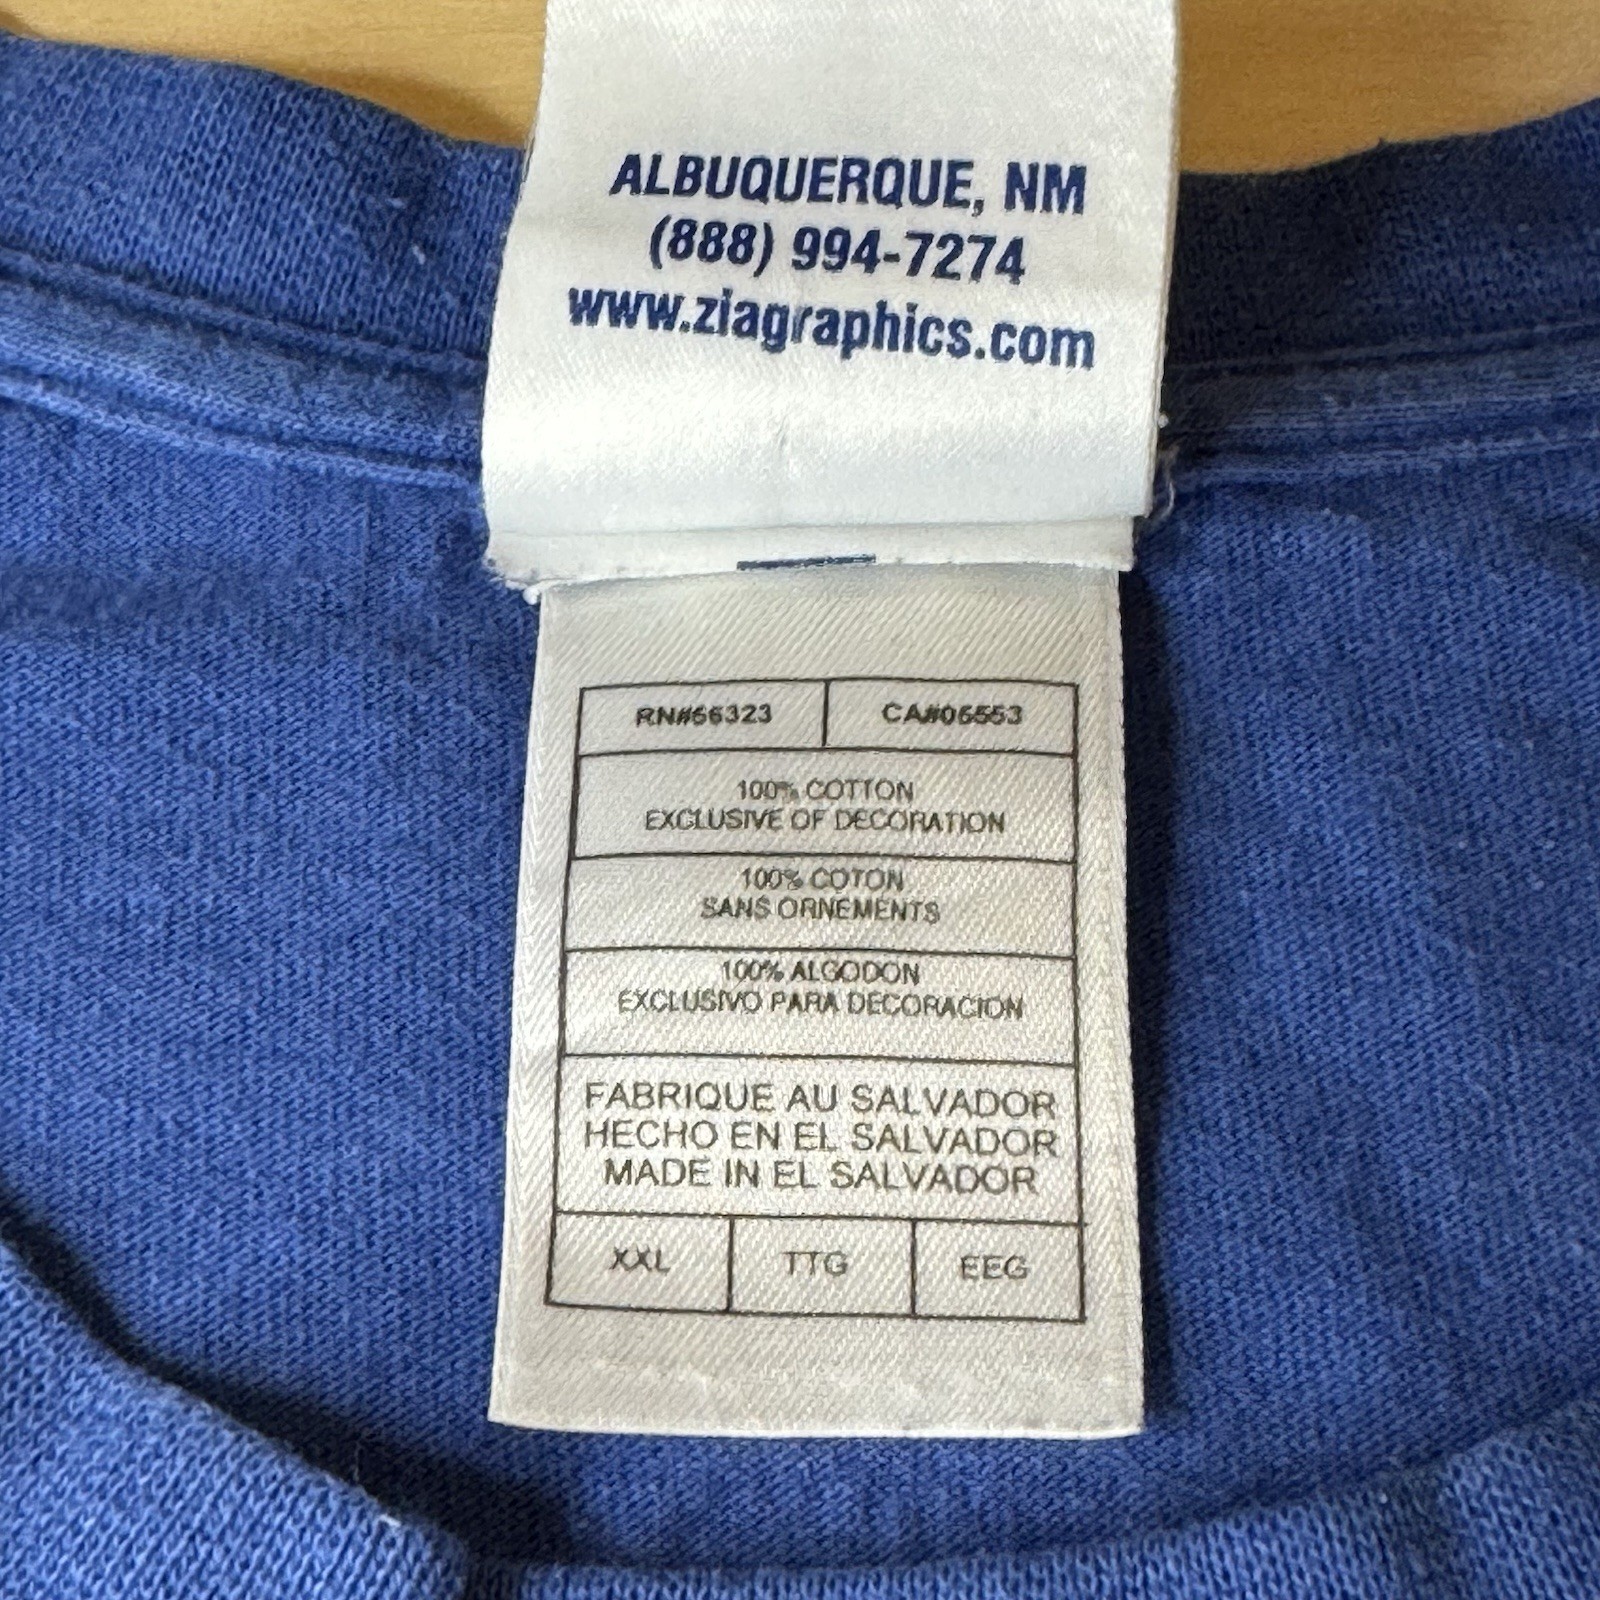 ALBUQUERQUE, NM
(888) 994-7274
www.ziagraphics.com
RN#66323 CA#06553
100% COTTON
EXCLUSIVE OF DECORATION
100% COTON
SANS ORNEMENTS
100% ALGODON
EXCLUSIVO PARA DECORACION
FABRIQUE AU SALVADOR
HECHO EN EL SALVADOR
MADE IN EL SALVADOR
XXL TTG EEG